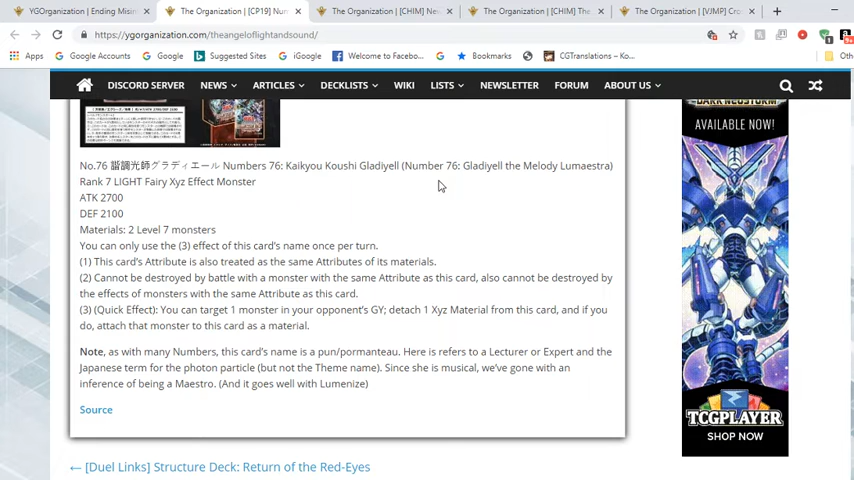 YGOrganization | Ending Misin
The Organization | [CP19] Num
The Organization | [CHIM] Nei
The Organization | [CHIM] The
The Organization | [VJMP] Cro
https://ygorganization.com/theangeloflightandsound/
Apps Google Accounts Google Suggested Sites iGoogle Welcome to Facebo... Bookmarks CGTranslations – Ko... Oth
DISCORD SERVER NEWS ARTICLES DECKLISTS WIKI LISTS NEWSLETTER FORUM ABOUT US
No.76 諧調光師グラディエール Numbers 76: Kaikyou Koushi Gladiyell (Number 76: Gladiyell the Melody Lumaestra)
Rank 7 LIGHT Fairy Xyz Effect Monster
ATK 2700
DEF 2100
Materials: 2 Level 7 monsters
You can only use the (3) effect of this card's name once per turn.
(1) This card's Attribute is also treated as the same Attributes of its materials.
(2) Cannot be destroyed by battle with a monster with the same Attribute as this card, also cannot be destroyed by
the effects of monsters with the same Attribute as this card.
(3) (Quick Effect): You can target 1 monster in your opponent's GY; detach 1 Xyz Material from this card, and if you
do, attach that monster to this card as a material.
Note, as with many Numbers, this card's name is a pun/pormanteau. Here is refers to a Lecturer or Expert and the
Japanese term for the photon particle (but not the Theme name). Since she is musical, we've gone with an
inference of being a Maestro. (And it goes well with Lumenize)
Source
← [Duel Links] Structure Deck: Return of the Red-Eyes
DARK NEOSTORM
AVAILABLE NOW!
TCGPLAYER
SHOP NOW